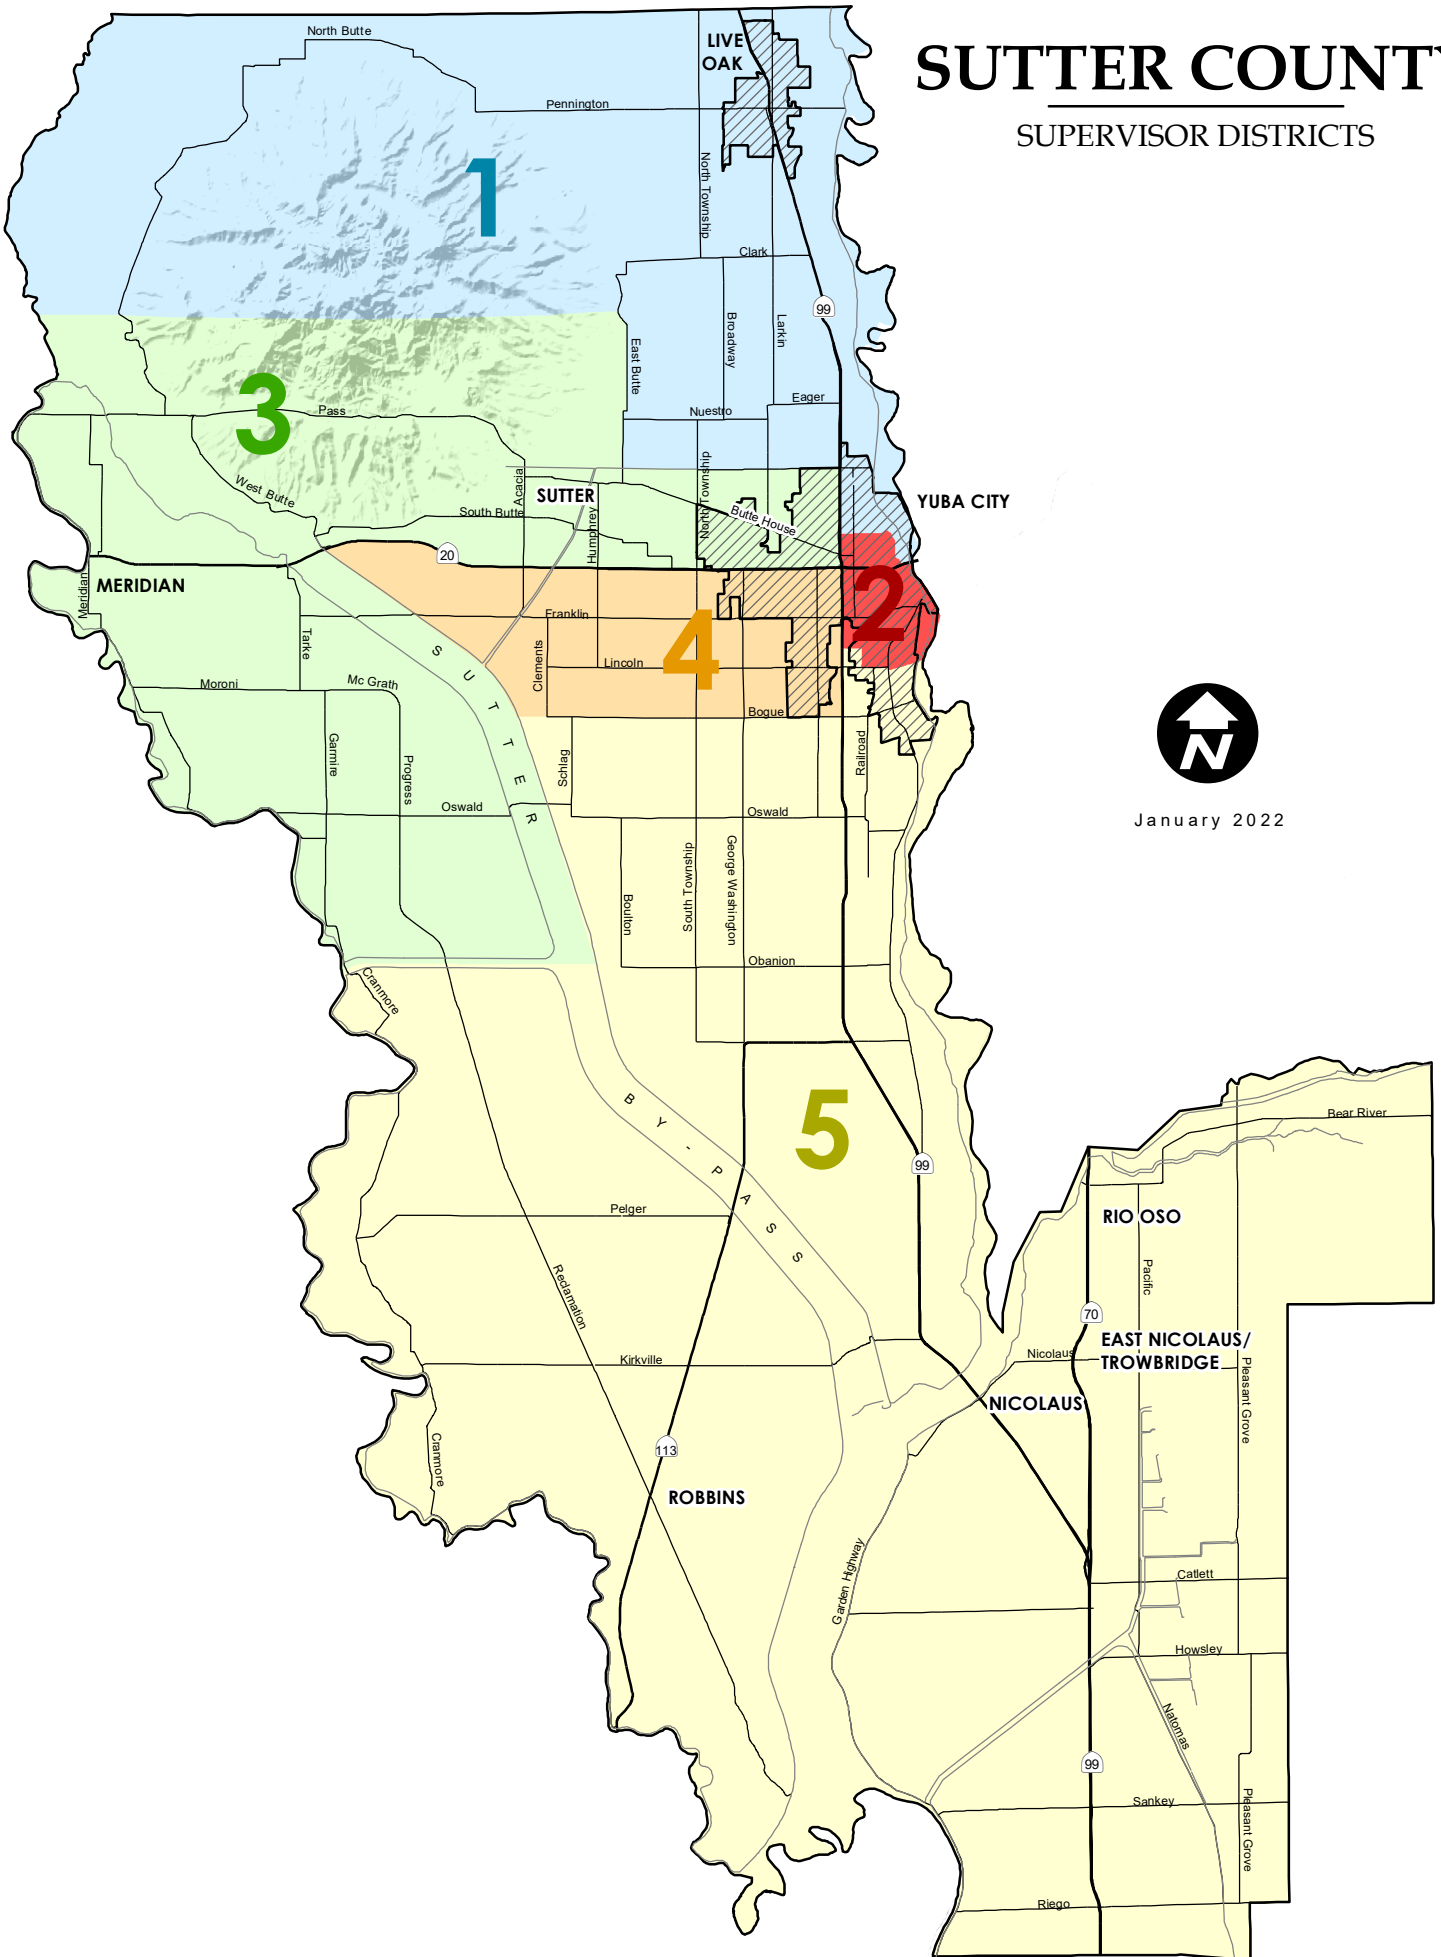 SUTTER COUNTY
SUPERVISOR DISTRICTS
North Butte
LIVE
OAK
Pennington
1
North Township
Clark
99
East Butte
Broadway
Larkin
3
Pass
Nuestro
Eager
West Butte
South Butte
Acacia
SUTTER
Humphrey
North Township
Butte House
YUBA CITY
20
MERIDIAN
Meridian
2
Franklin
4
Tarke
Clements
Lincoln
Moroni
Mc Grath
Bogue
SUTTER
Garmire
Progress
Schlag
Railroad
Oswald
Oswald
N
January 2022
Boulton
South Township
George Washington
Obanion
Cranmore
5
BY-PASS
99
Bear River
Pelger
RIO OSO
Pacific
Reclamation
70
EAST NICOLAUS/
TROWBRIDGE
Kirkville
Nicolaus
Pleasant Grove
NICOLAUS
Cranmore
113
ROBBINS
Garden Highway
Catlett
Howsley
Natomas
99
Sankey
Pleasant Grove
Riego